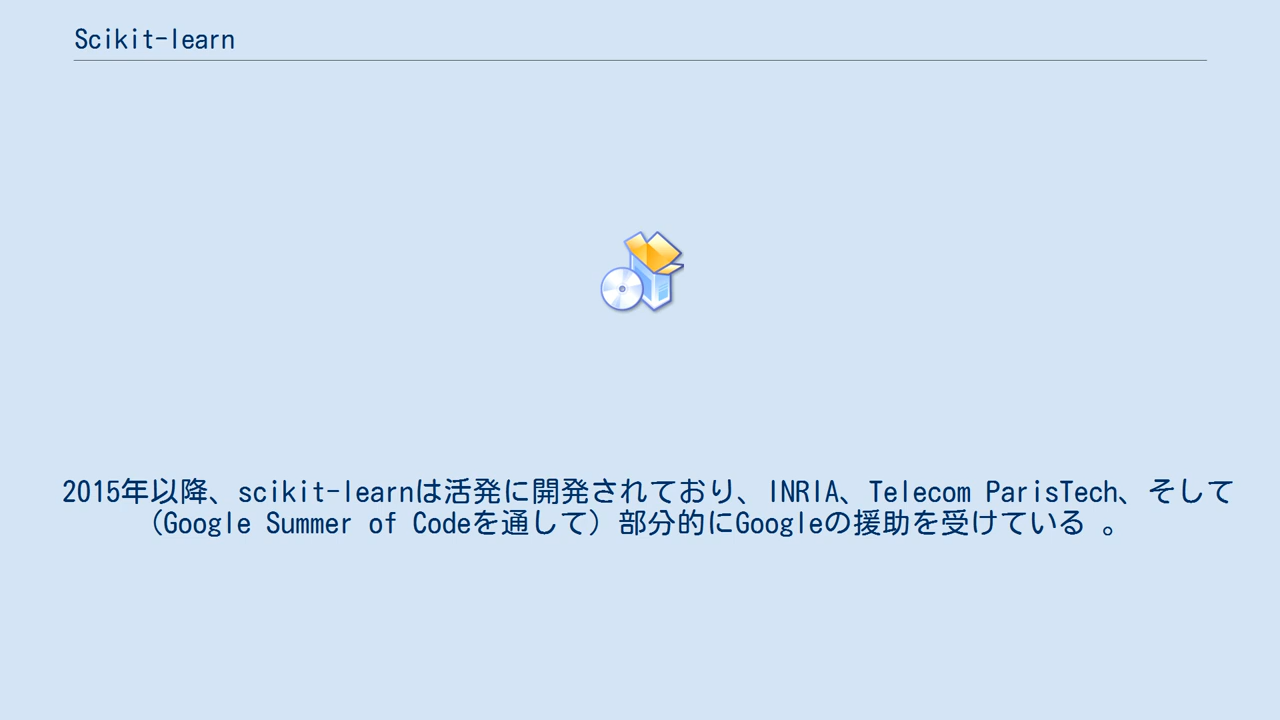 Scikit-learn
2015年以降、scikit-learnは活発に開発されており、INRIA、Telecom ParisTech、そして
（Google Summer of Codeを通して）部分的にGoogleの援助を受けている 。